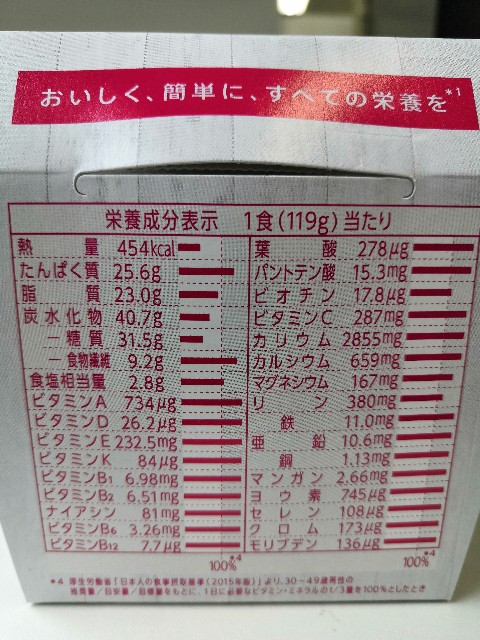 おいしく、簡単に、すべての栄養を*1
栄養成分表示 1食(119g)当たり
熱量 454kcal
たんぱく質 25.6g
脂質 23.0g
炭水化物 40.7g
―糖質 31.5g
―食物繊維 9.2g
食塩相当量 2.8g
ビタミンA 734μg
ビタミンD 26.2μg
ビタミンE 232.5mg
ビタミンK 84μg
ビタミンB1 6.98mg
ビタミンB2 6.51mg
ナイアシン 81mg
ビタミンB6 3.26mg
ビタミンB12 7.7μg
100%*4
葉酸 278μg
パントテン酸 15.3mg
ビオチン 17.8μg
ビタミンC 287mg
カリウム 2855mg
カルシウム 659mg
マグネシウム 167mg
リン 380mg
鉄 11.0mg
亜鉛 10.6mg
銅 1.13mg
マンガン 2.66mg
ヨウ素 745μg
セレン 108μg
クロム 173μg
モリブデン 136μg
100%*4
*4 厚生労働省「日本人の食事摂取基準(2015年版)」より、30～49歳男性の
推奨量/目安量/目標量をもとに、1日に必要なビタミン・ミネラルの1/3量を100%としたとき